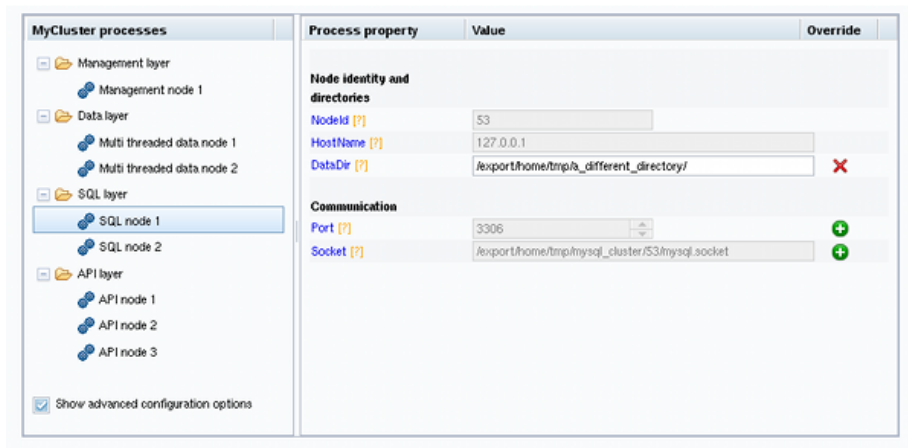 MyCluster processes
Management layer
Management node 1
Data layer
Multi threaded data node 1
Multi threaded data node 2
SQL layer
SQL node 1
SQL node 2
API layer
API node 1
API node 2
API node 3
Show advanced configuration options
Process property Value Override
Node identity and
directories
NodeId [?] 53
HostName [?] 127.0.0.1
DataDir [?] /export/home/tmp/a_different_directory/
Communication
Port [?] 3306
Socket [?] /export/home/tmp/mysql_cluster/53/mysql.socket